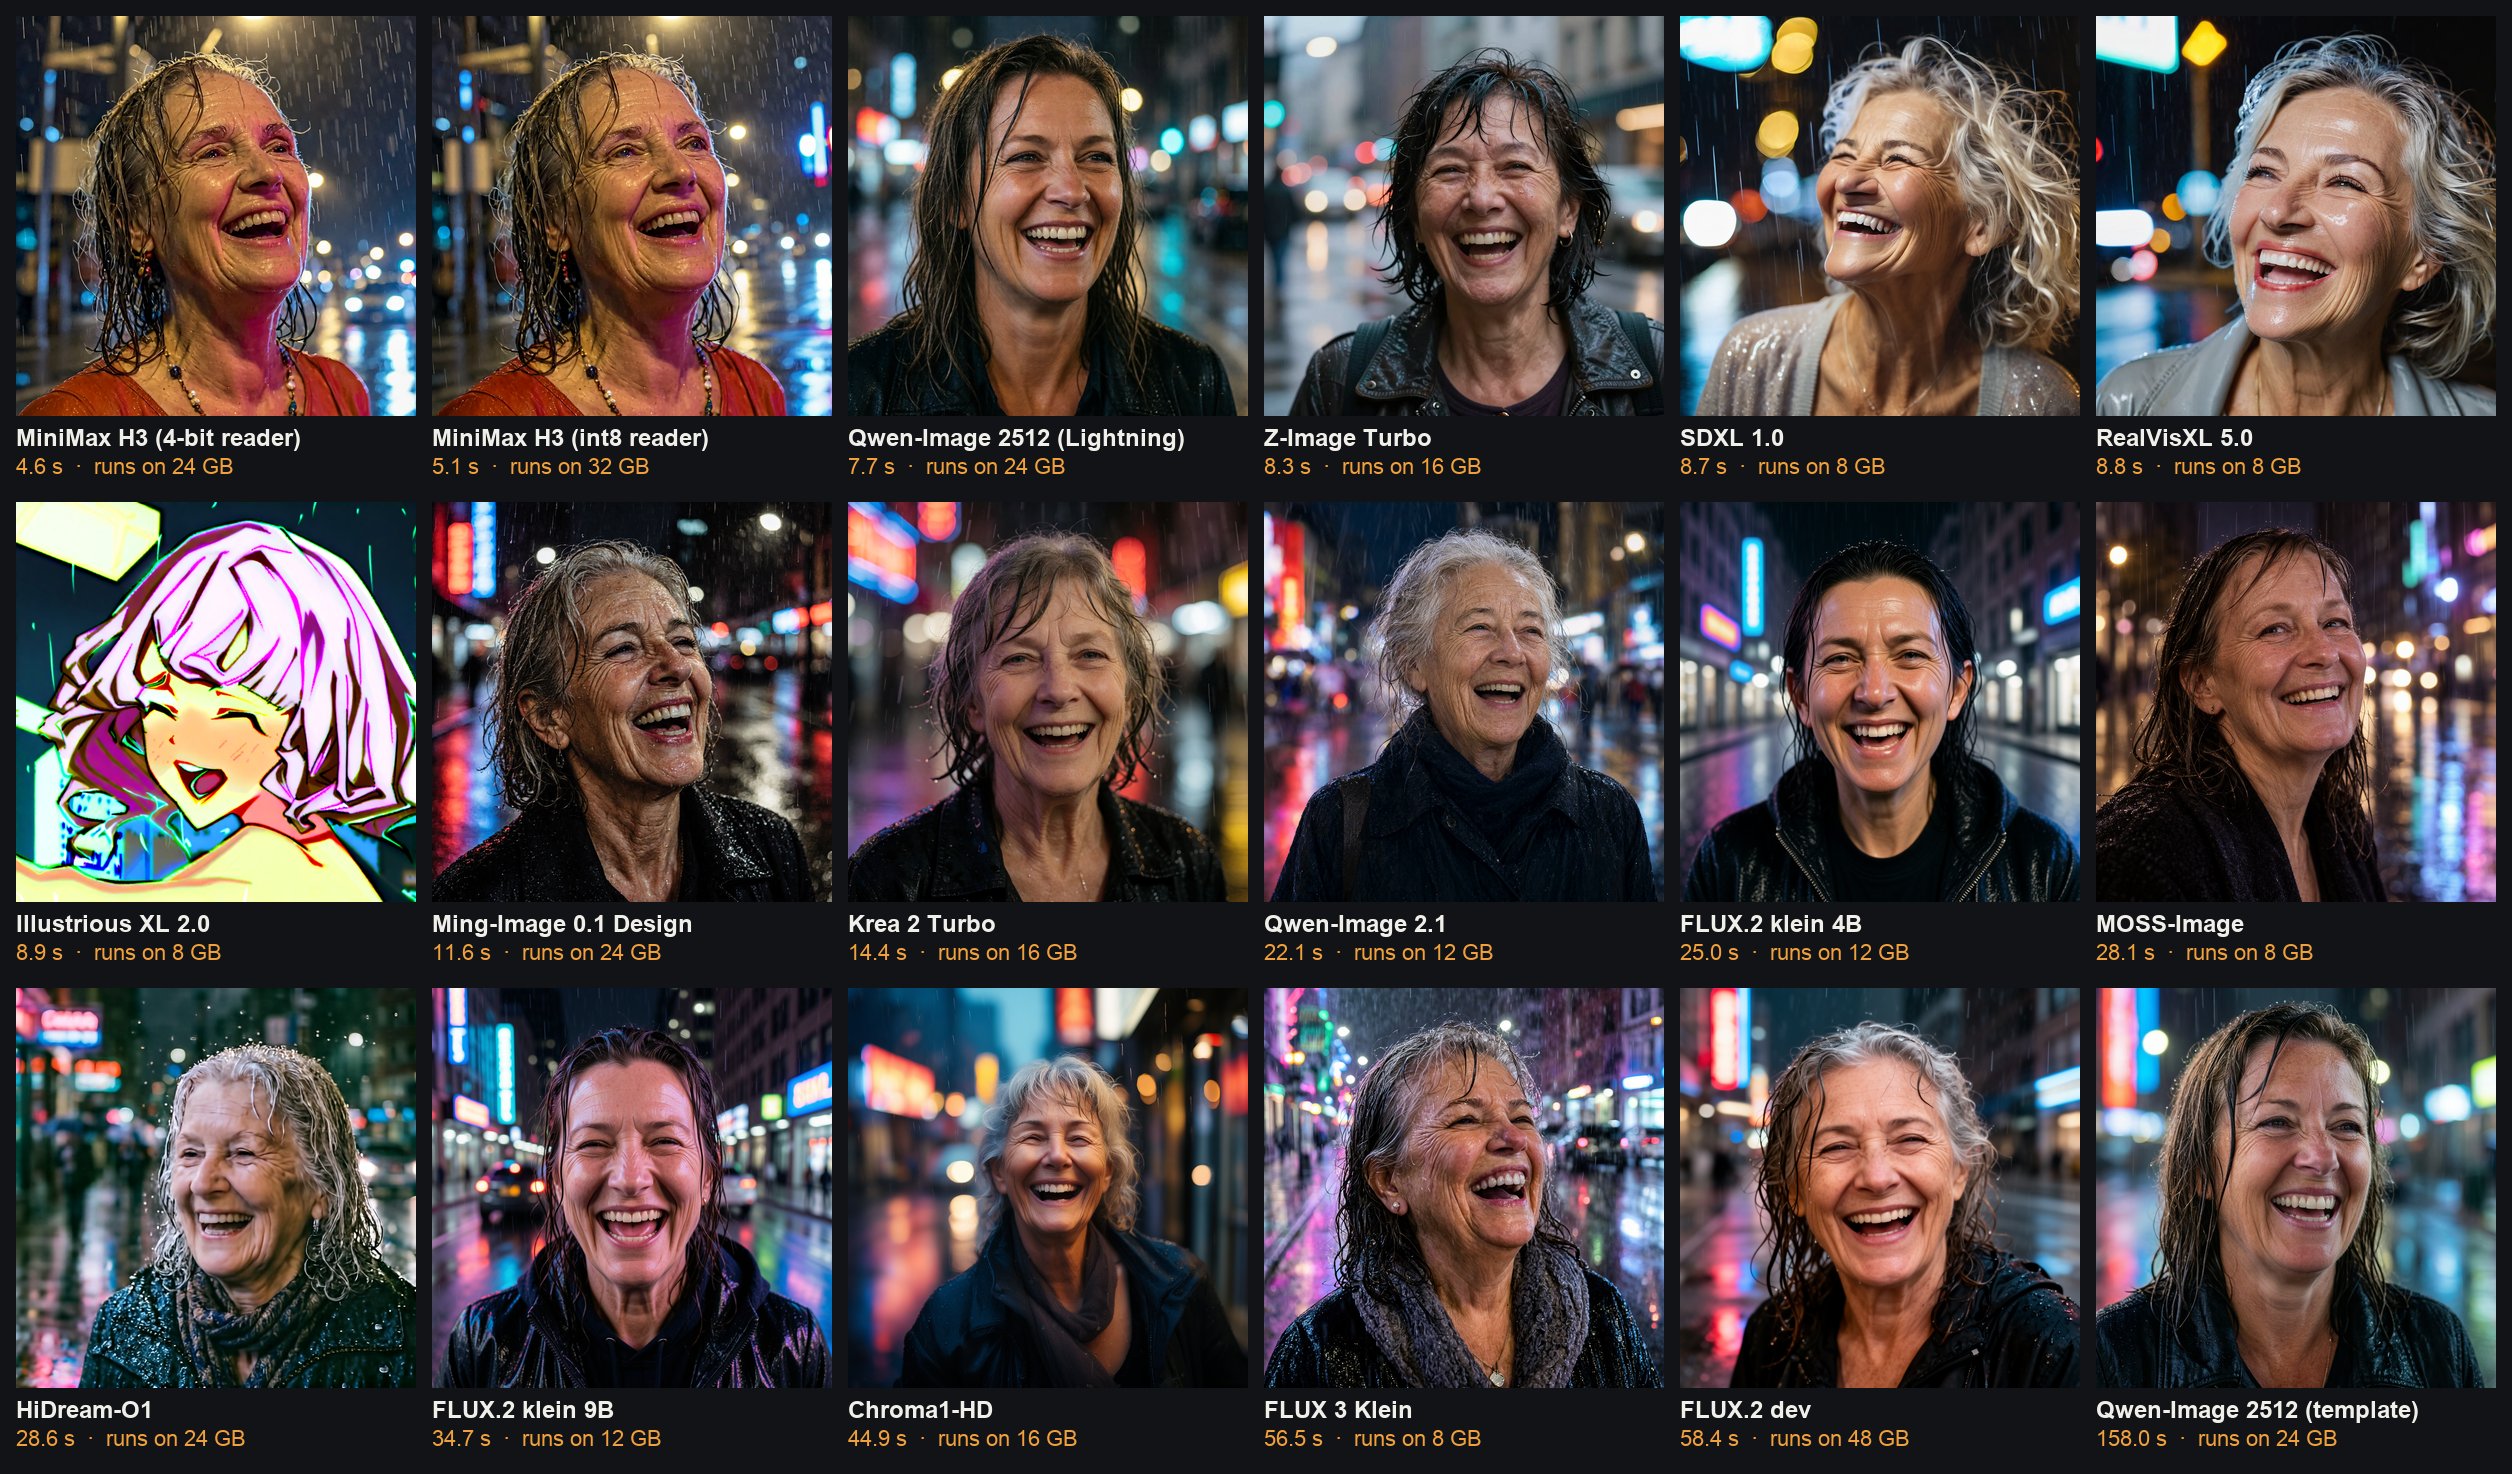 MiniMax H3 (4-bit reader)
4.6 s · runs on 24 GB
MiniMax H3 (int8 reader)
5.1 s · runs on 32 GB
Qwen-Image 2512 (Lightning)
7.7 s · runs on 24 GB
Z-Image Turbo
8.3 s · runs on 16 GB
SDXL 1.0
8.7 s · runs on 8 GB
RealVisXL 5.0
8.8 s · runs on 8 GB
Illustrious XL 2.0
8.9 s · runs on 8 GB
Ming-Image 0.1 Design
11.6 s · runs on 24 GB
Krea 2 Turbo
14.4 s · runs on 16 GB
Qwen-Image 2.1
22.1 s · runs on 12 GB
FLUX.2 klein 4B
25.0 s · runs on 12 GB
MOSS-Image
28.1 s · runs on 8 GB
HiDream-O1
28.6 s · runs on 24 GB
FLUX.2 klein 9B
34.7 s · runs on 12 GB
Chroma1-HD
44.9 s · runs on 16 GB
FLUX 3 Klein
56.5 s · runs on 8 GB
FLUX.2 dev
58.4 s · runs on 48 GB
Qwen-Image 2512 (template)
158.0 s · runs on 24 GB